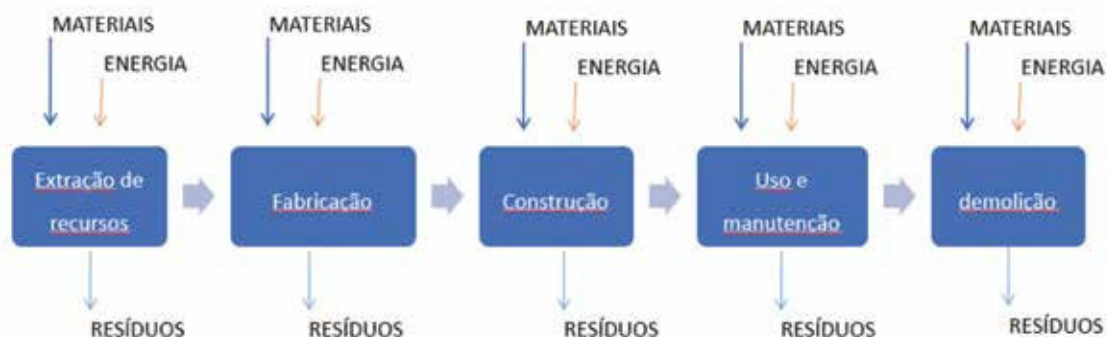 MATERIAIS
ENERGIA
MATERIAIS
ENERGIA
MATERIAIS
ENERGIA
MATERIAIS
ENERGIA
MATERIAIS
ENERGIA
Extração de
recursos
Fabricação
Construção
Uso e
manutenção
demolição
RESÍDUOS
RESÍDUOS
RESÍDUOS
RESÍDUOS
RESÍDUOS